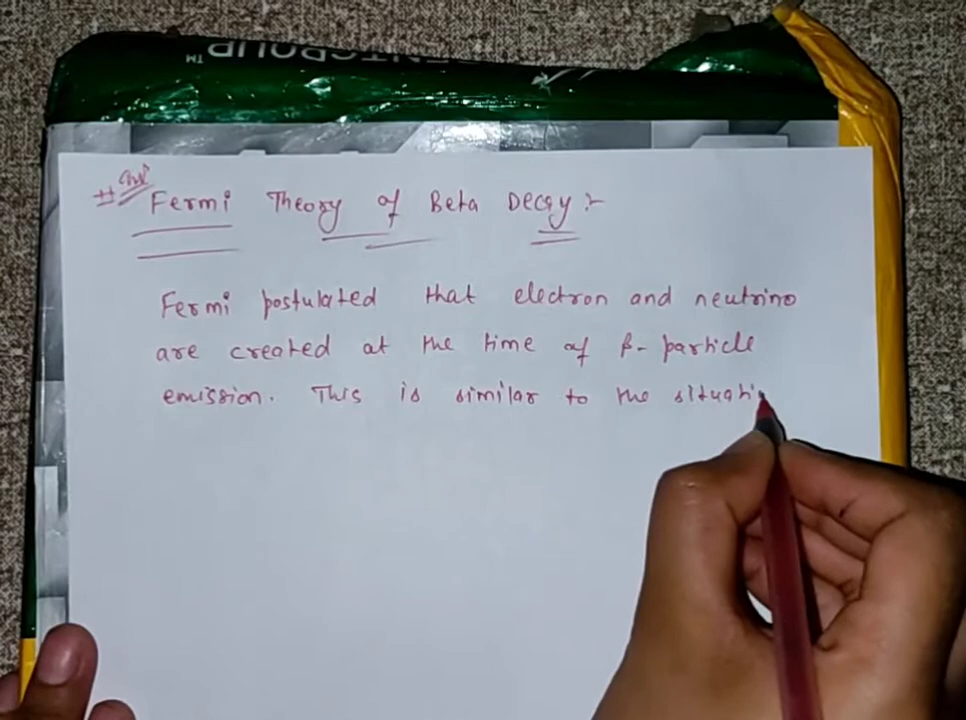 # Fermi Theory of Beta Decay :-
Fermi postulated that electron and neutrino
are created at the time of β- particle
emission. This is similar to the situati